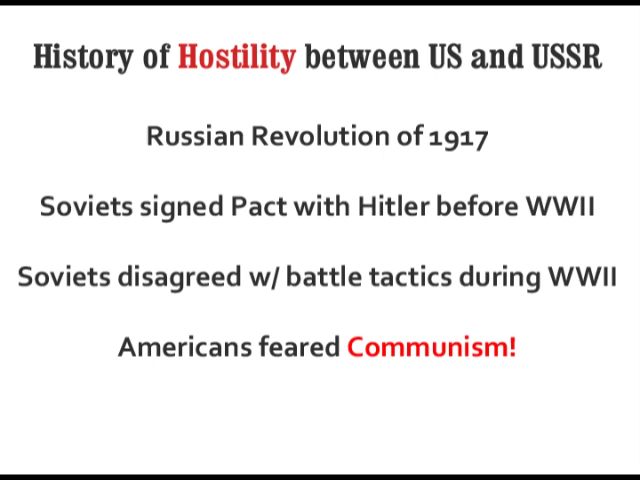 History of Hostility between US and USSR
Russian Revolution of 1917
Soviets signed Pact with Hitler before WWII
Soviets disagreed w/ battle tactics during WWII
Americans feared Communism!